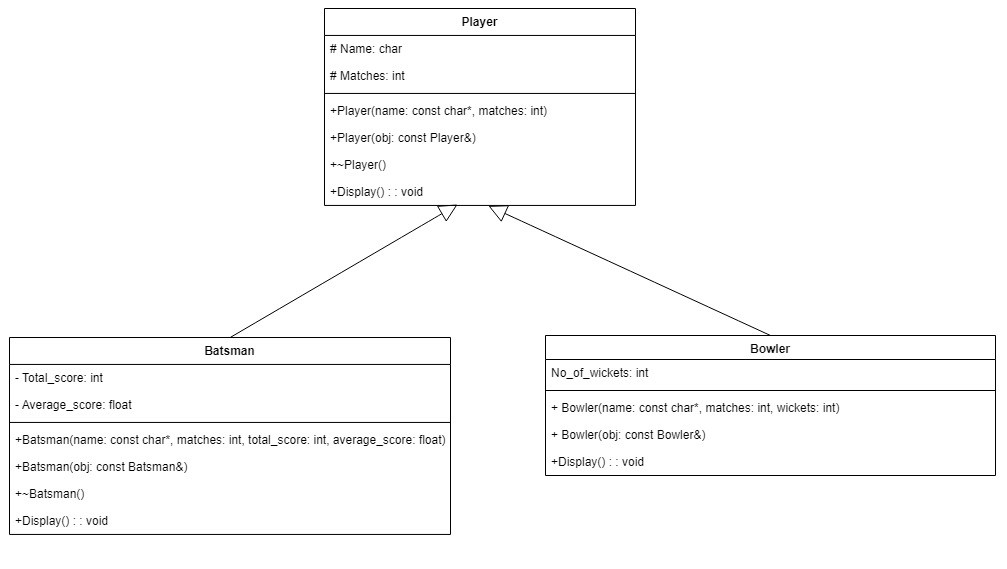 Player
# Name: char
# Matches: int
+Player(name: const char*, matches: int)
+Player(obj: const Player&)
+~Player()
+Display() : : void
Batsman
- Total_score: int
- Average_score: float
+Batsman(name: const char*, matches: int, total_score: int, average_score: float)
+Batsman(obj: const Batsman&)
+~Batsman()
+Display() : : void
Bowler
No_of_wickets: int
+ Bowler(name: const char*, matches: int, wickets: int)
+ Bowler(obj: const Bowler&)
+Display() : : void